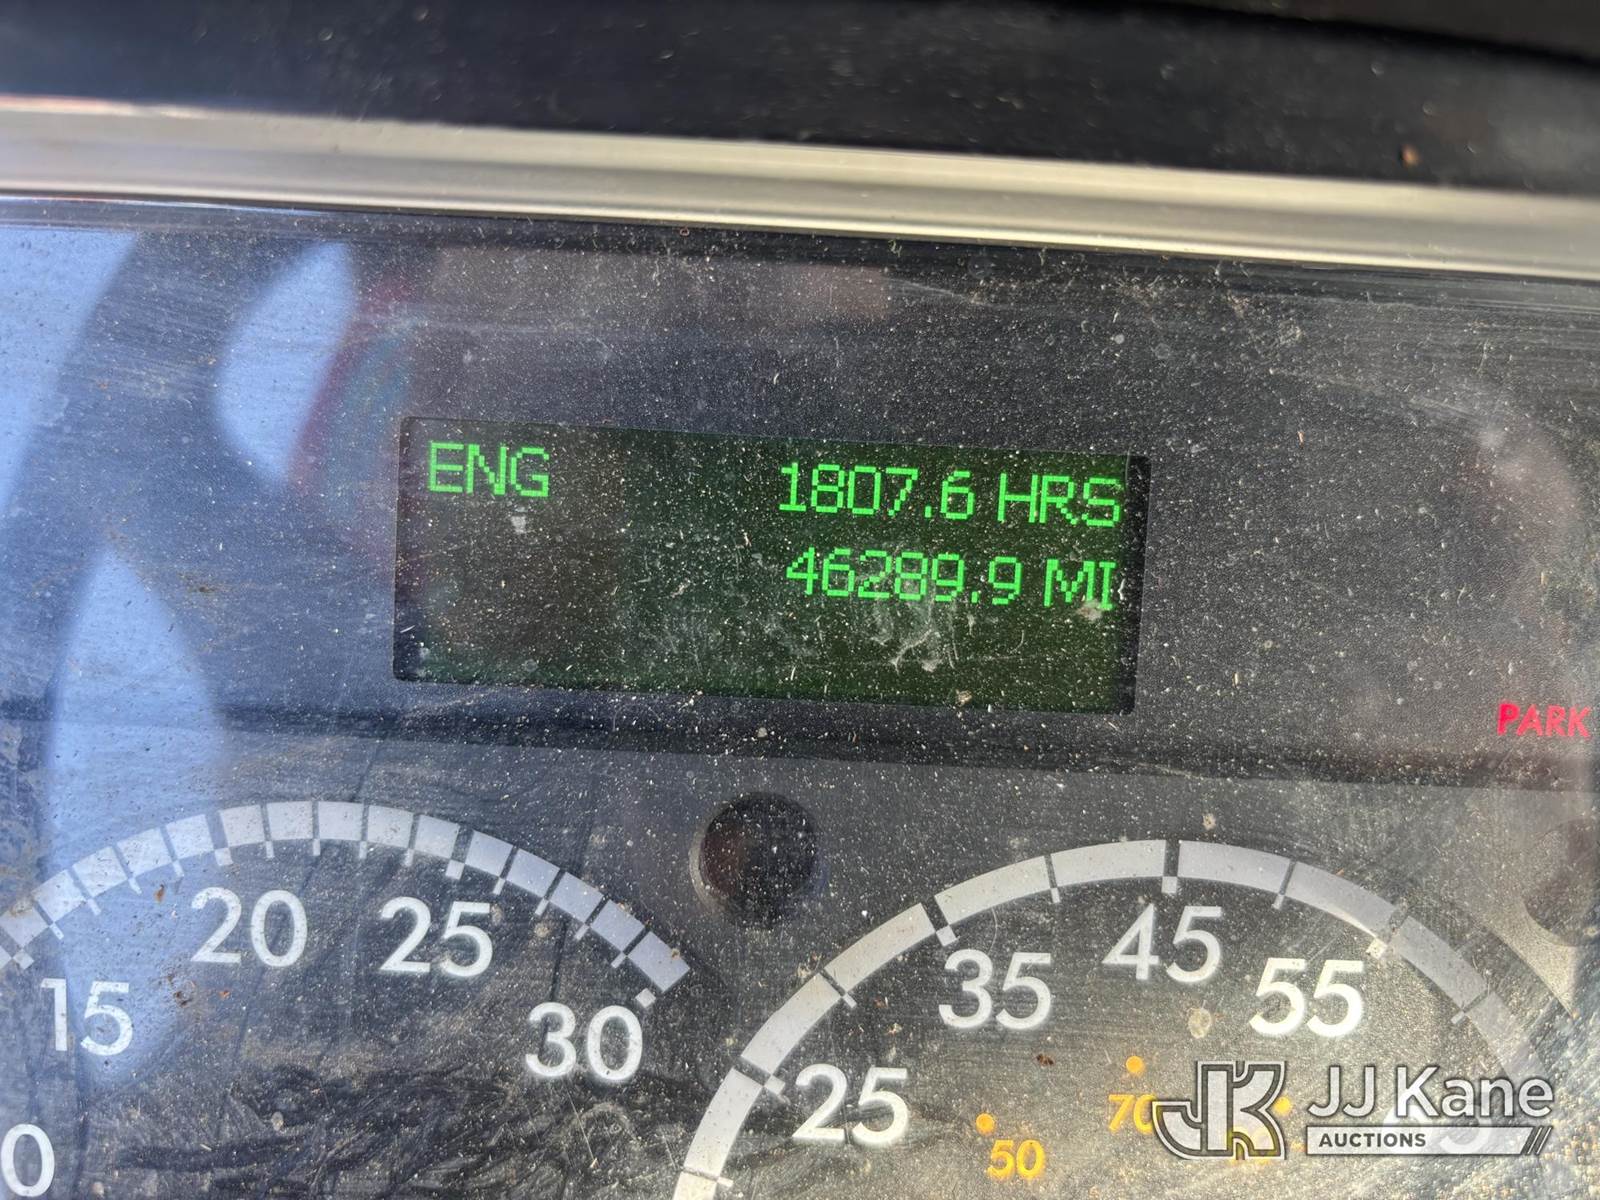 ENG 1807.6 HRS
46289.9 MI
PARK
15 20 25 30
25 35 45 55
50 70
JJ Kane
AUCTIONS